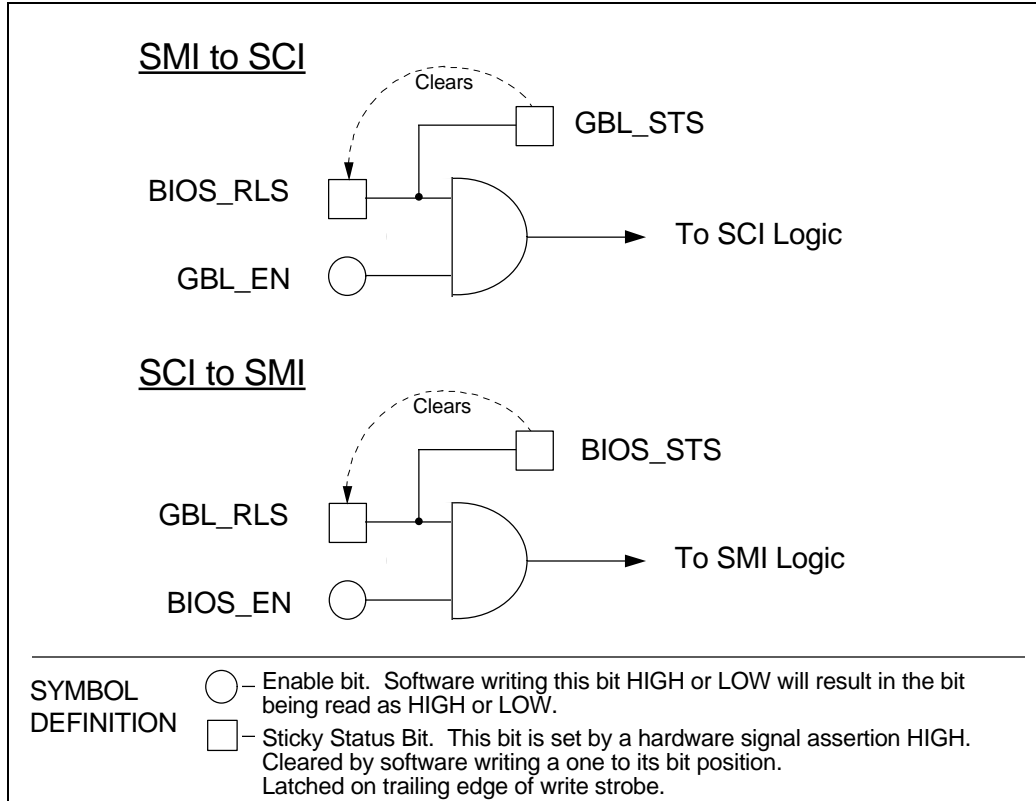 SMI to SCI
Clears
GBL_STS
BIOS_RLS
To SCI Logic
GBL_EN
SCI to SMI
Clears
BIOS_STS
GBL_RLS
To SMI Logic
BIOS_EN
SYMBOL DEFINITION
Enable bit. Software writing this bit HIGH or LOW will result in the bit
being read as HIGH or LOW.
Sticky Status Bit. This bit is set by a hardware signal assertion HIGH.
Cleared by software writing a one to its bit position.
Latched on trailing edge of write strobe.